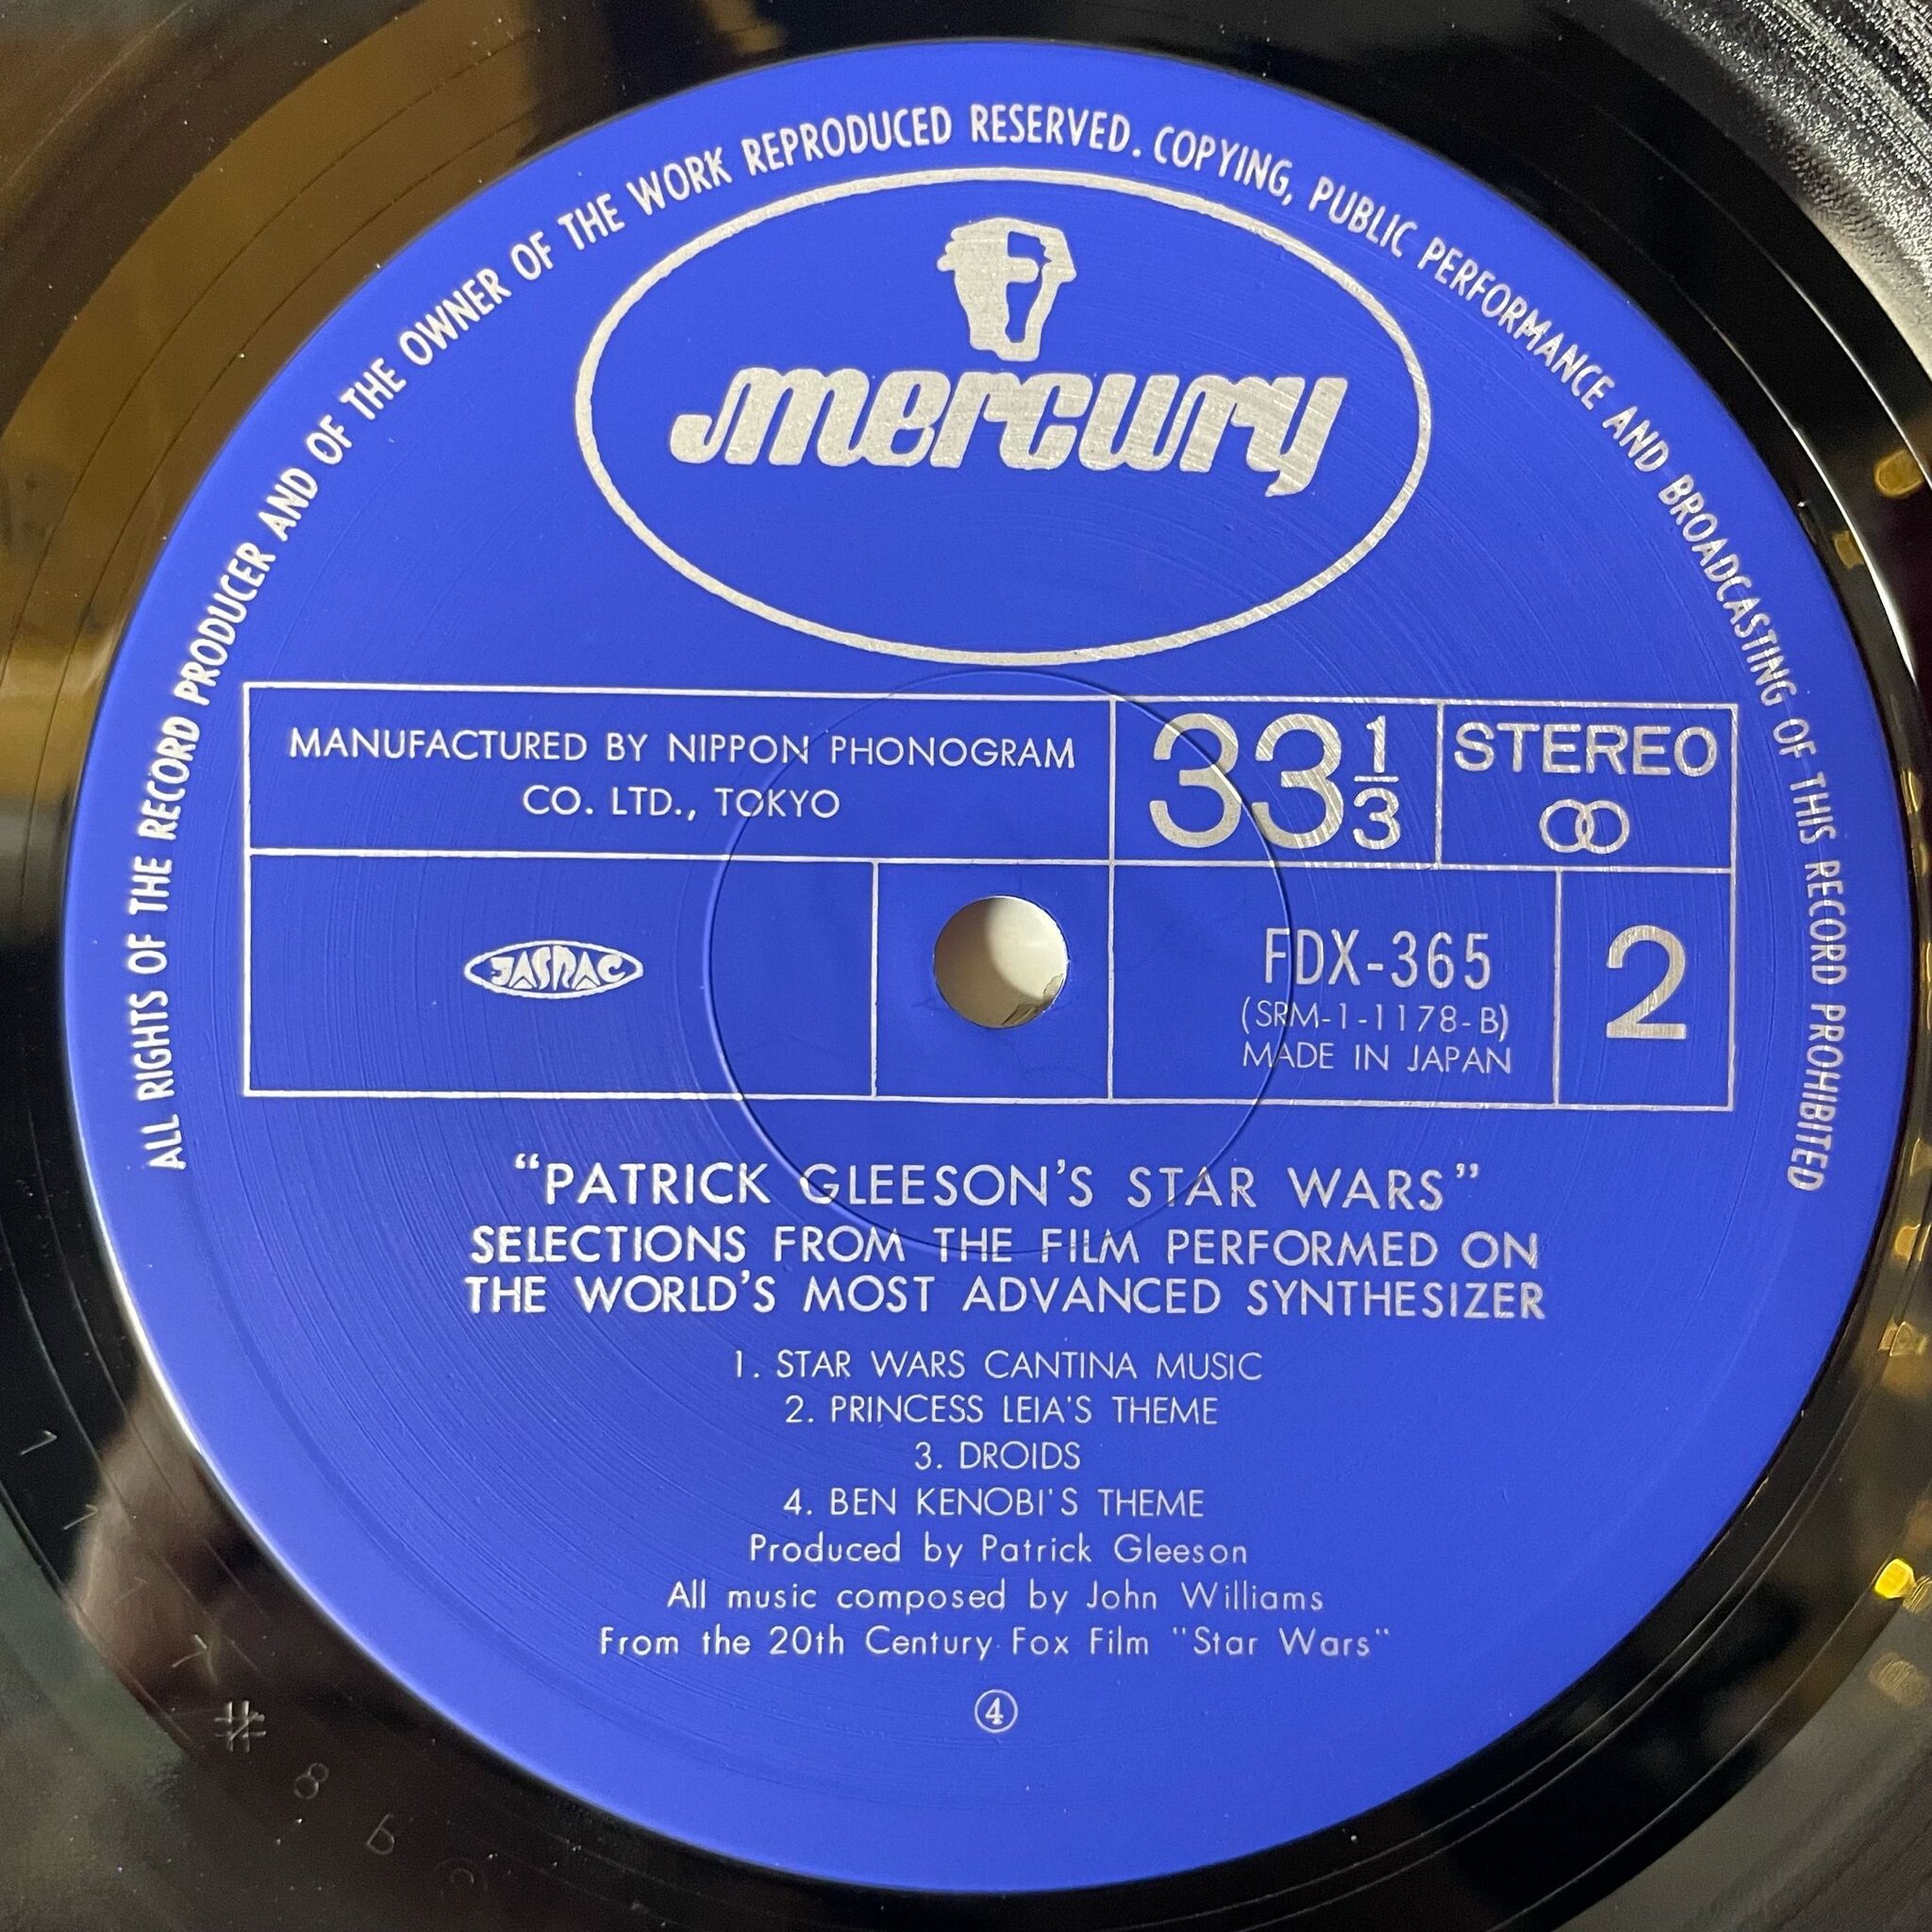 ALL RIGHTS OF THE RECORD PRODUCER AND OF THE OWNER OF THE WORK REPRODUCED RESERVED. COPYING, PUBLIC PERFORMANCE AND BROADCASTING OF THIS RECORD PROHIBITED
mercury
MANUFACTURED BY NIPPON PHONOGRAM
CO. LTD., TOKYO
33 1/3
STEREO
JASRAC
FDX-365
(SRM-1-1178-B)
MADE IN JAPAN
2
“PATRICK GLEESON’S STAR WARS”
SELECTIONS FROM THE FILM PERFORMED ON
THE WORLD’S MOST ADVANCED SYNTHESIZER
1. STAR WARS CANTINA MUSIC
2. PRINCESS LEIA'S THEME
3. DROIDS
4. BEN KENOBI'S THEME
Produced by Patrick Gleeson
All music composed by John Williams
From the 20th Century Fox Film "Star Wars"
④